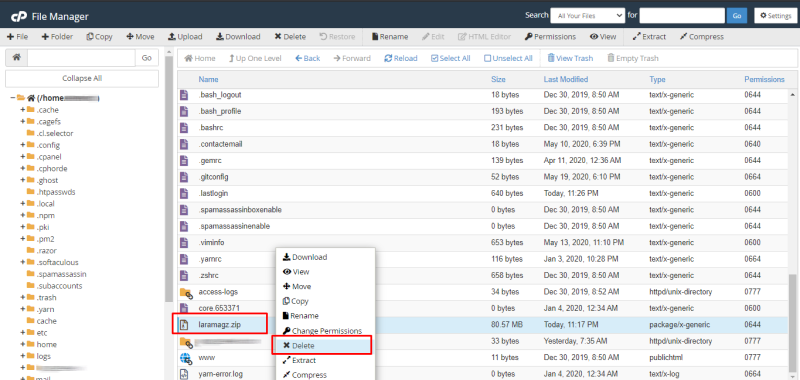 cP File Manager Search All Your Files for Go Settings
File Folder Copy Move Upload Download Delete Restore Rename Edit HTML Editor Permissions View Extract Compress
Go Home Up One Level Back Forward Reload Select All Unselect All View Trash Empty Trash
Collapse All
Name Size Last Modified Type Permissions
(/home
.cache
.cagefs
.cl.selector
.config
.cpanel
.cphorde
.ghost
.htpasswds
.local
.npm
.pki
.pm2
.razor
.softaculous
.spamassassin
.subaccounts
.trash
.yarn
cache
etc
home
logs
mail
.bash_logout 18 bytes Dec 30, 2019, 8:50 AM text/x-generic 0644
.bash_profile 193 bytes Dec 30, 2019, 8:50 AM text/x-generic 0644
.bashrc 231 bytes Dec 30, 2019, 8:50 AM text/x-generic 0644
.contactemail 18 bytes May 10, 2020, 6:39 PM text/x-generic 0640
.gemrc 139 bytes Apr 11, 2020, 12:36 AM text/x-generic 0644
.gitconfig 52 bytes May 19, 2020, 6:10 PM text/x-generic 0664
.lastlogin 640 bytes Today, 11:26 PM text/x-generic 0600
.spamassassinboxenable 0 bytes Dec 30, 2019, 8:50 AM text/x-generic 0644
.spamassassinenable 0 bytes Dec 30, 2019, 8:50 AM text/x-generic 0644
.viminfo 653 bytes May 13, 2020, 11:10 PM text/x-generic 0600
.yarnrc 116 bytes Jan 3, 2020, 10:28 PM text/x-generic 0664
.zshrc 658 bytes Dec 30, 2019, 8:50 AM text/x-generic 0644
access-logs 34 bytes Dec 30, 2019, 8:52 AM httpd/unix-directory 0777
core.653371 0 bytes Jan 4, 2020, 12:34 AM text/x-generic 0600
laramagz.zip 80.57 MB Today, 11:17 PM package/x-generic 0644
33 bytes Yesterday, 7:35 AM httpd/unix-directory 0777
www 11 bytes Dec 30, 2019, 8:50 AM publichtml 0777
yarn-error.log 0 bytes Jan 4, 2020, 12:34 AM text/x-generic 0644
Download
View
Move
Copy
Rename
Change Permissions
Delete
Extract
Compress